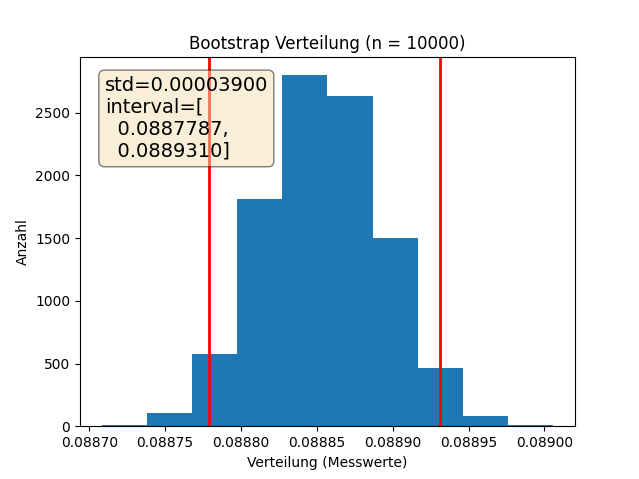 Bootstrap Verteilung (n = 10000)
std=0.00003900
interval=[
0.0887787,
0.0889310]
Anzahl
2500
2000
1500
1000
500
0
0.08870 0.08875 0.08880 0.08885 0.08890 0.08895 0.08900
Verteilung (Messwerte)